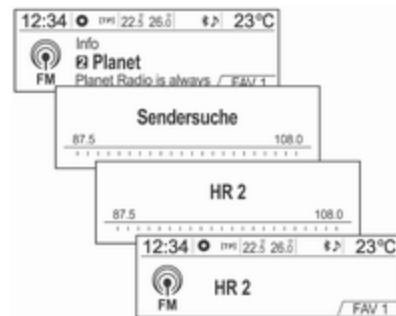 12:34 [TP] 22.5 26.0 23°C
Info
2 Planet
FM Planet Radio is always FAV 1
Sendersuche
87.5 108.0
HR 2
87.5 108.0
12:34 [TP] 22.5 26.0 23°C
HR 2
FM FAV 1